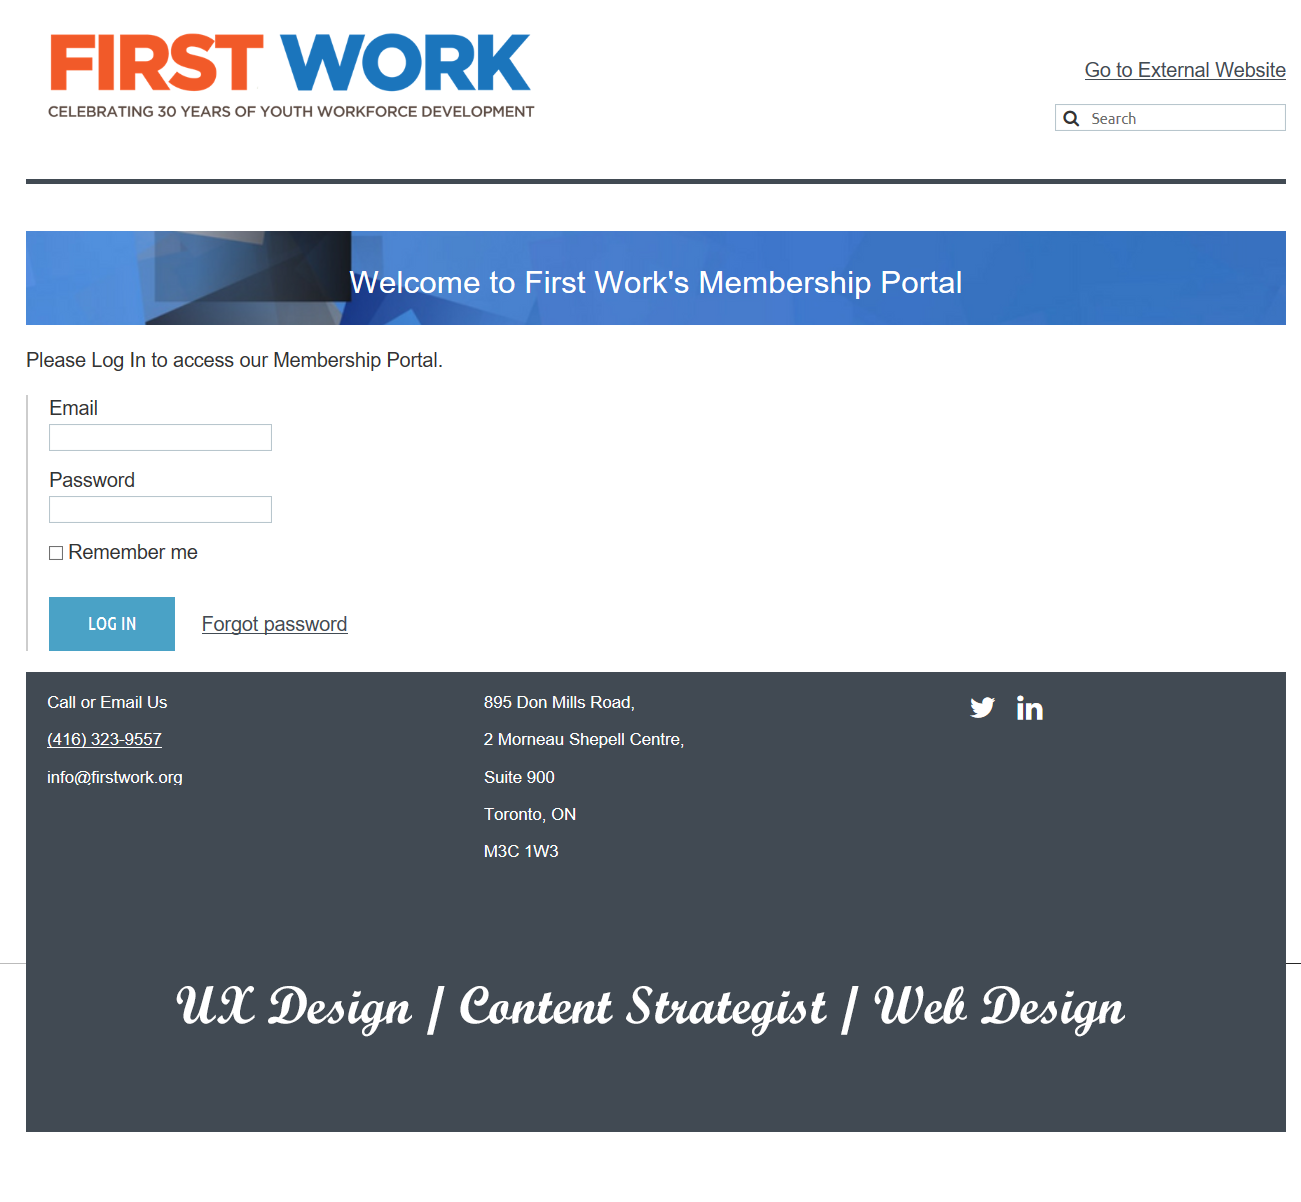 FIRST WORK
CELEBRATING 30 YEARS OF YOUTH WORKFORCE DEVELOPMENT
Go to External Website
Search
Welcome to First Work's Membership Portal
Please Log In to access our Membership Portal.
Email
Password
Remember me
LOG IN
Forgot password
Call or Email Us
(416) 323-9557
info@firstwork.org
895 Don Mills Road,
2 Morneau Shepell Centre,
Suite 900
Toronto, ON
M3C 1W3
in
UX Design / Content Strategist / Web Design